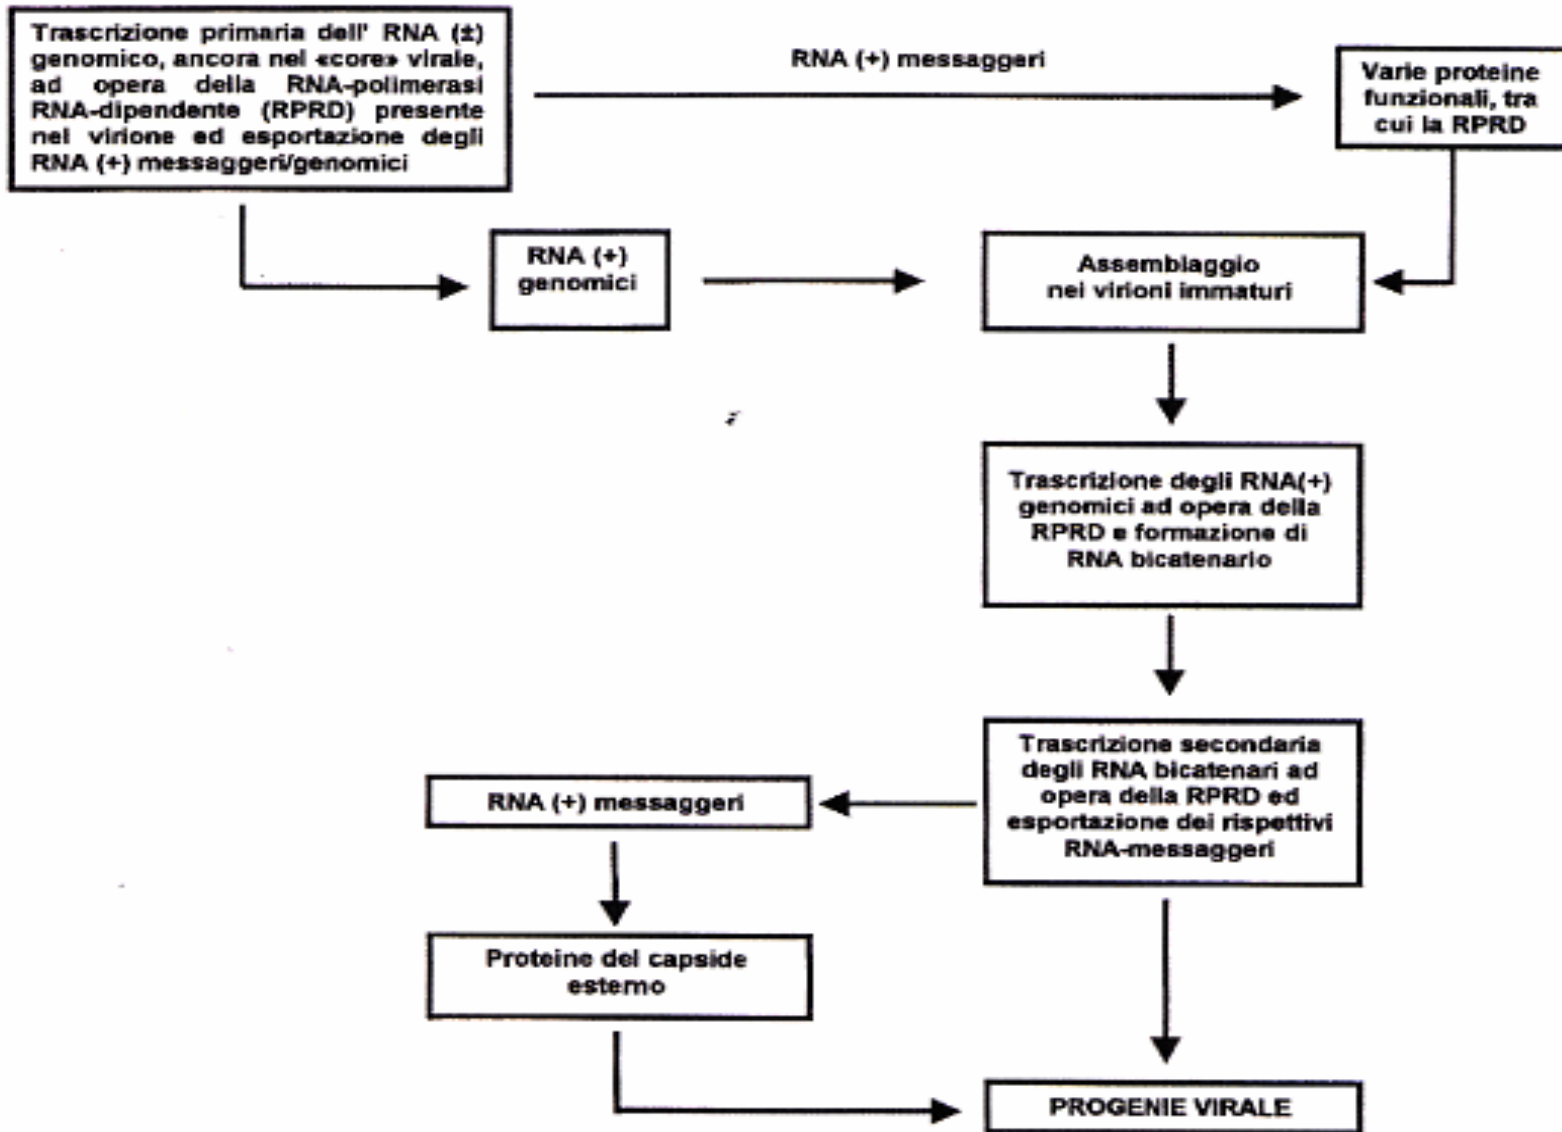 Trascrizione primaria dell' RNA (±)
genomico, ancora nel «core» virale,
ad opera della RNA-polimerasi
RNA-dipendente (RPRD) presente
nel virione ed esportazione degli
RNA (+) messaggeri/genomici
RNA (+) messaggeri
Varie proteine
funzionali, tra
cui la RPRD
RNA (+)
genomici
Assemblaggio
nei virioni immaturi
Trascrizione degli RNA(+)
genomici ad opera della
RPRD e formazione di
RNA bicatenario
Trascrizione secondaria
degli RNA bicatenari ad
opera della RPRD ed
esportazione dei rispettivi
RNA-messaggeri
RNA (+) messaggeri
Proteine del capside
esterno
PROGENIE VIRALE